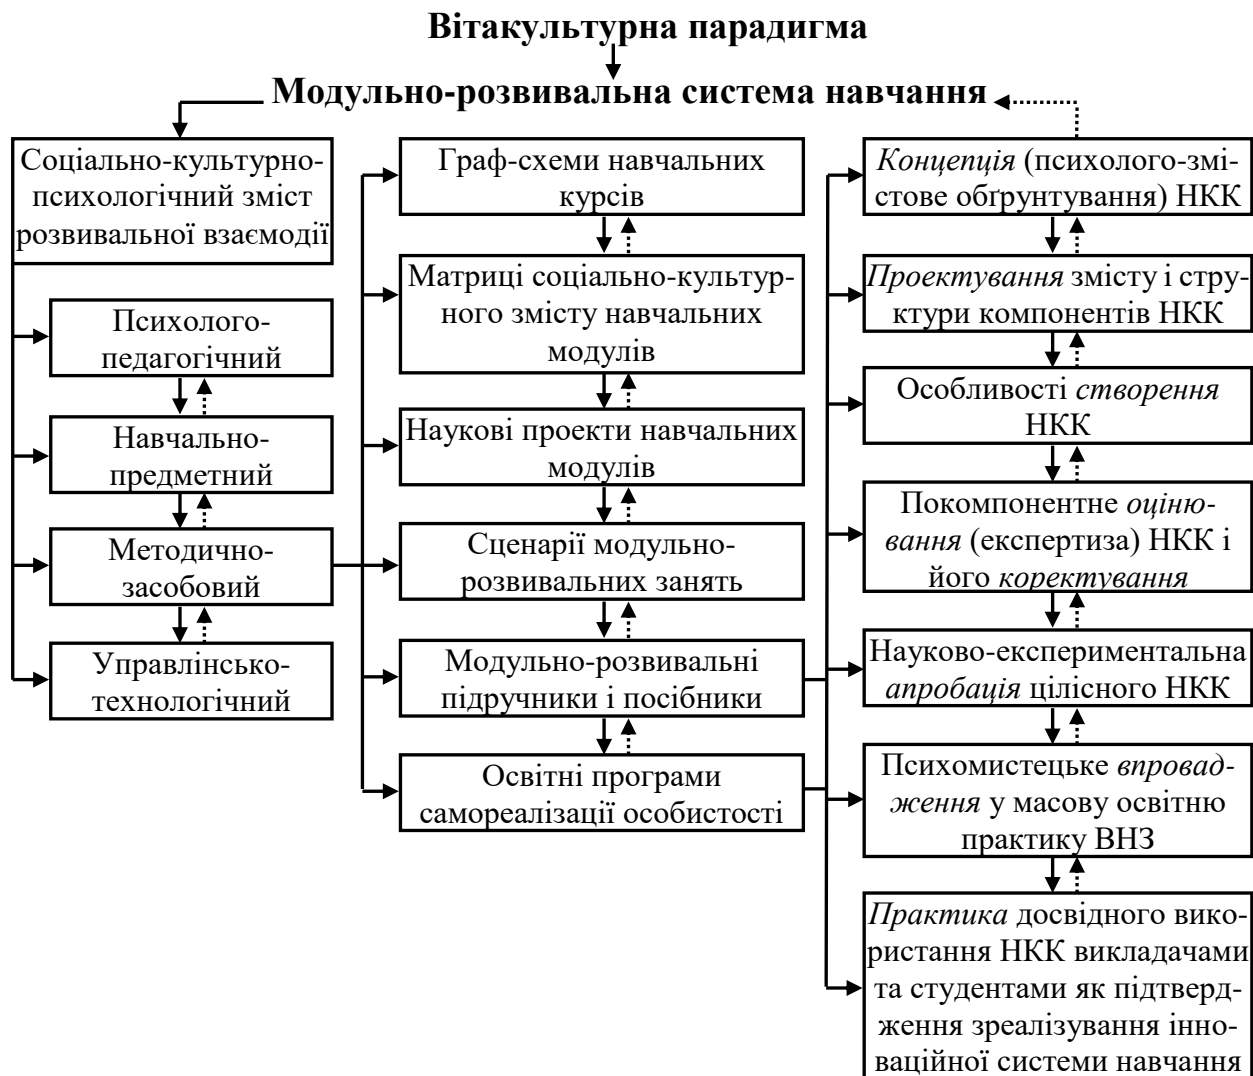 Вітакультурна парадигма
Модульно-розвивальна система навчання
Соціально-культурно-
психологічний зміст
розвивальної взаємодії
Психолого-
педагогічний
Навчально-
предметний
Методично-
засобовий
Управлінсько-
технологічний
Граф-схеми навчальних
курсів
Матриці соціально-культур-
ного змісту навчальних
модулів
Наукові проекти навчальних
модулів
Сценарії модульно-
розвивальних занять
Модульно-розвивальні
підручники і посібники
Освітні програми
самореалізації особистості
Концепція (психолого-змі-
стове обґрунтування) НКК
Проектування змісту і стру-
ктури компонентів НКК
Особливості створення
НКК
Покомпонентне оціню-
вання (експертиза) НКК і
його коректування
Науково-експериментальна
апробація цілісного НКК
Психомистецьке впровад-
ження у масову освітню
практику ВНЗ
Практика досвідного вико-
ристання НКК викладачами
та студентами як підтверд-
ження зреалізування інно-
ваційної системи навчання